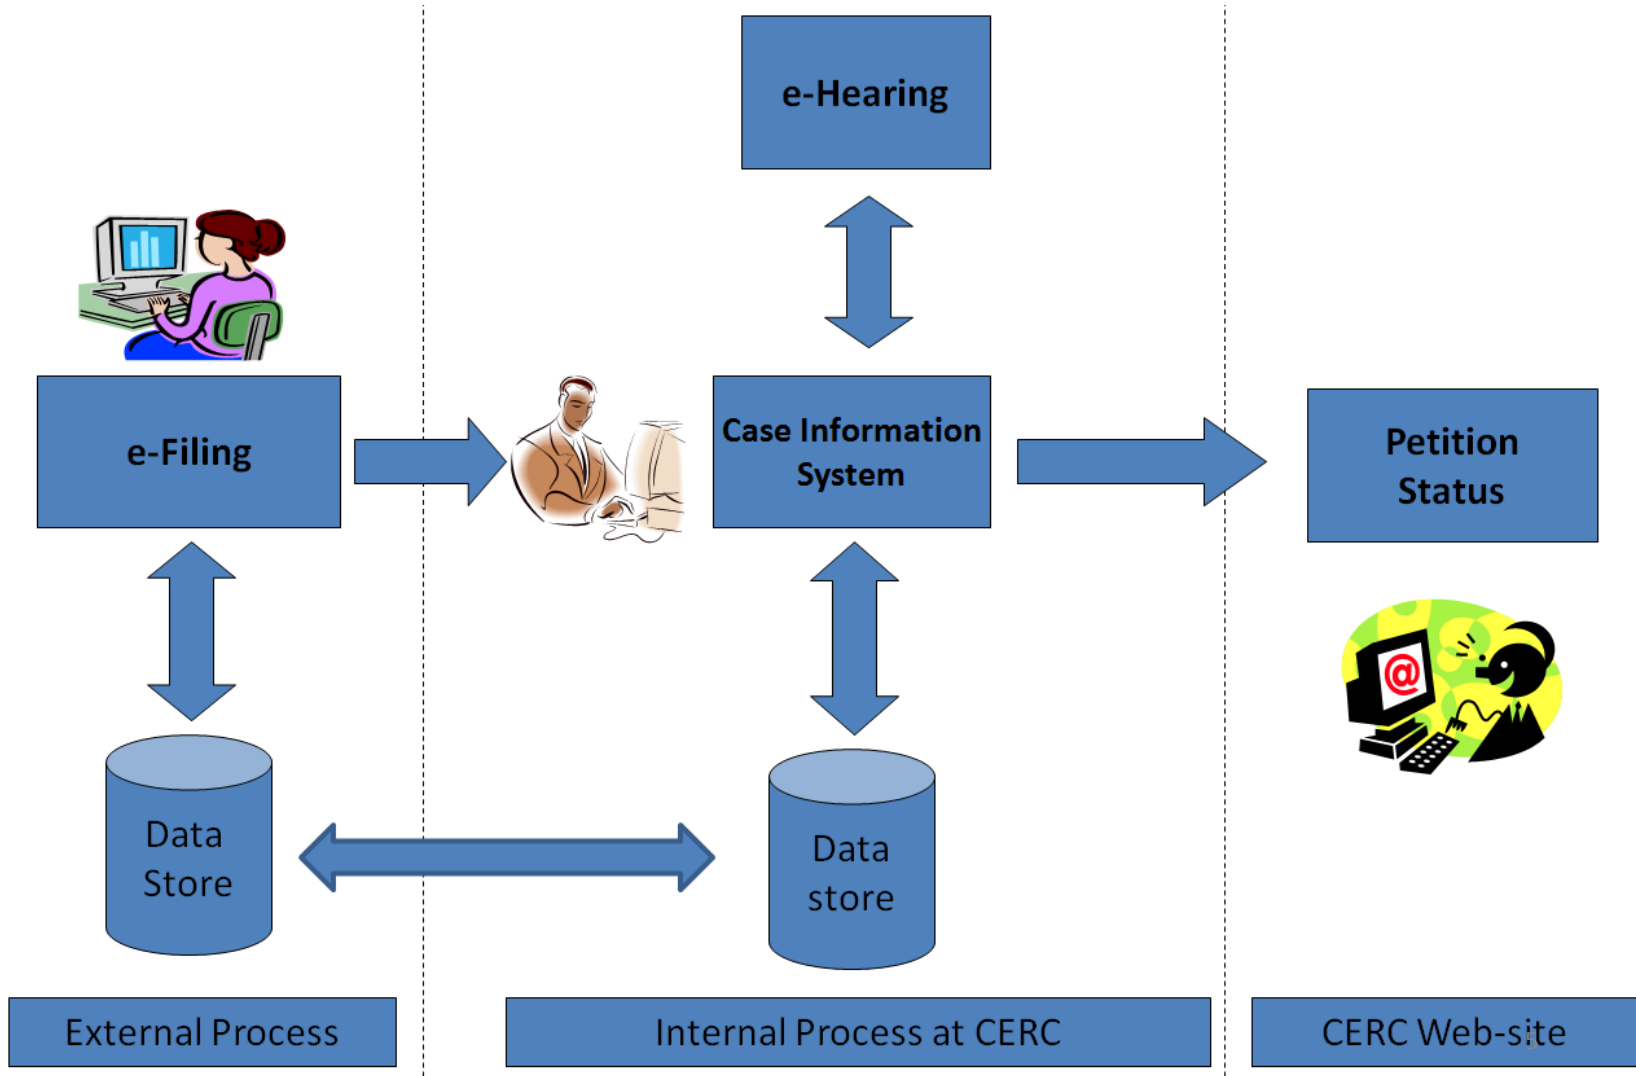 e-Hearing
e-Filing
Case Information
System
Petition
Status
@
Data
Store
Data
store
External Process
Internal Process at CERC
CERC Web-site